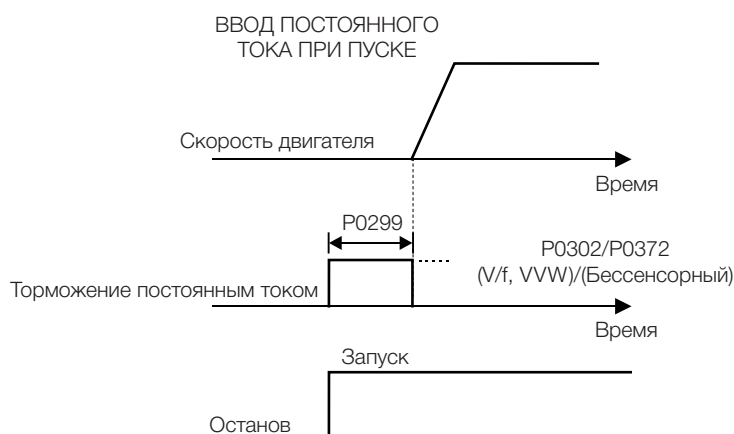 ВВОД ПОСТОЯННОГО
ТОКА ПРИ ПУСКЕ
Скорость двигателя
Время
P0299
P0302/P0372
(V/f, VVW)/(Бессенсорный)
Торможение постоянным током
Время
Запуск
Останов